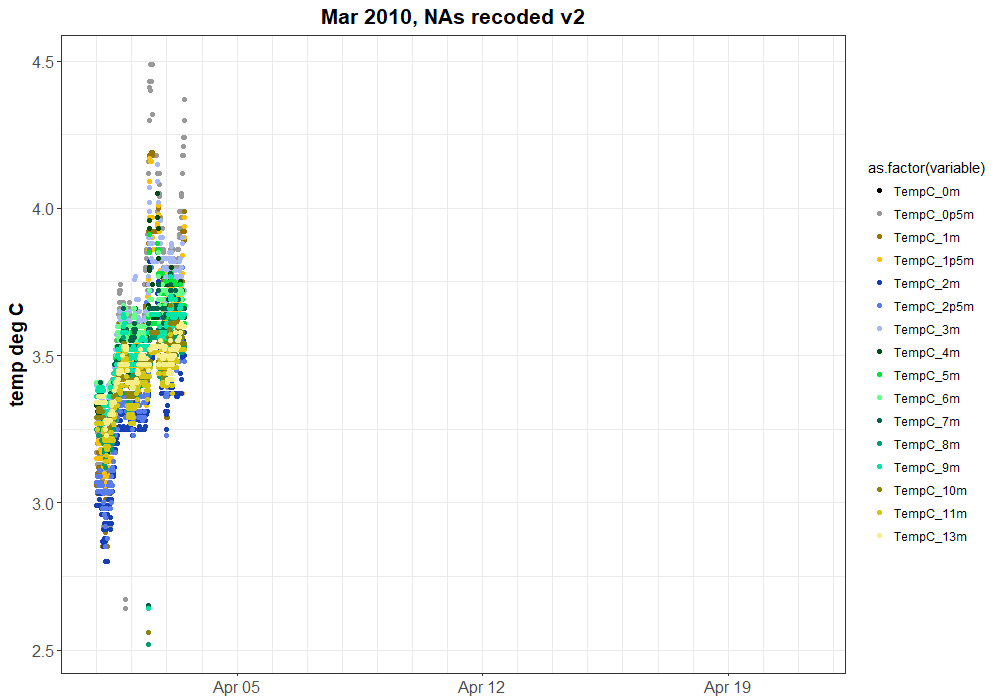 Mar 2010, NAs recoded v2
temp deg C
4.5
4.0
3.5
3.0
2.5
Apr 05
Apr 12
Apr 19
as.factor(variable)
TempC_0m
TempC_0p5m
TempC_1m
TempC_1p5m
TempC_2m
TempC_2p5m
TempC_3m
TempC_4m
TempC_5m
TempC_6m
TempC_7m
TempC_8m
TempC_9m
TempC_10m
TempC_11m
TempC_13m